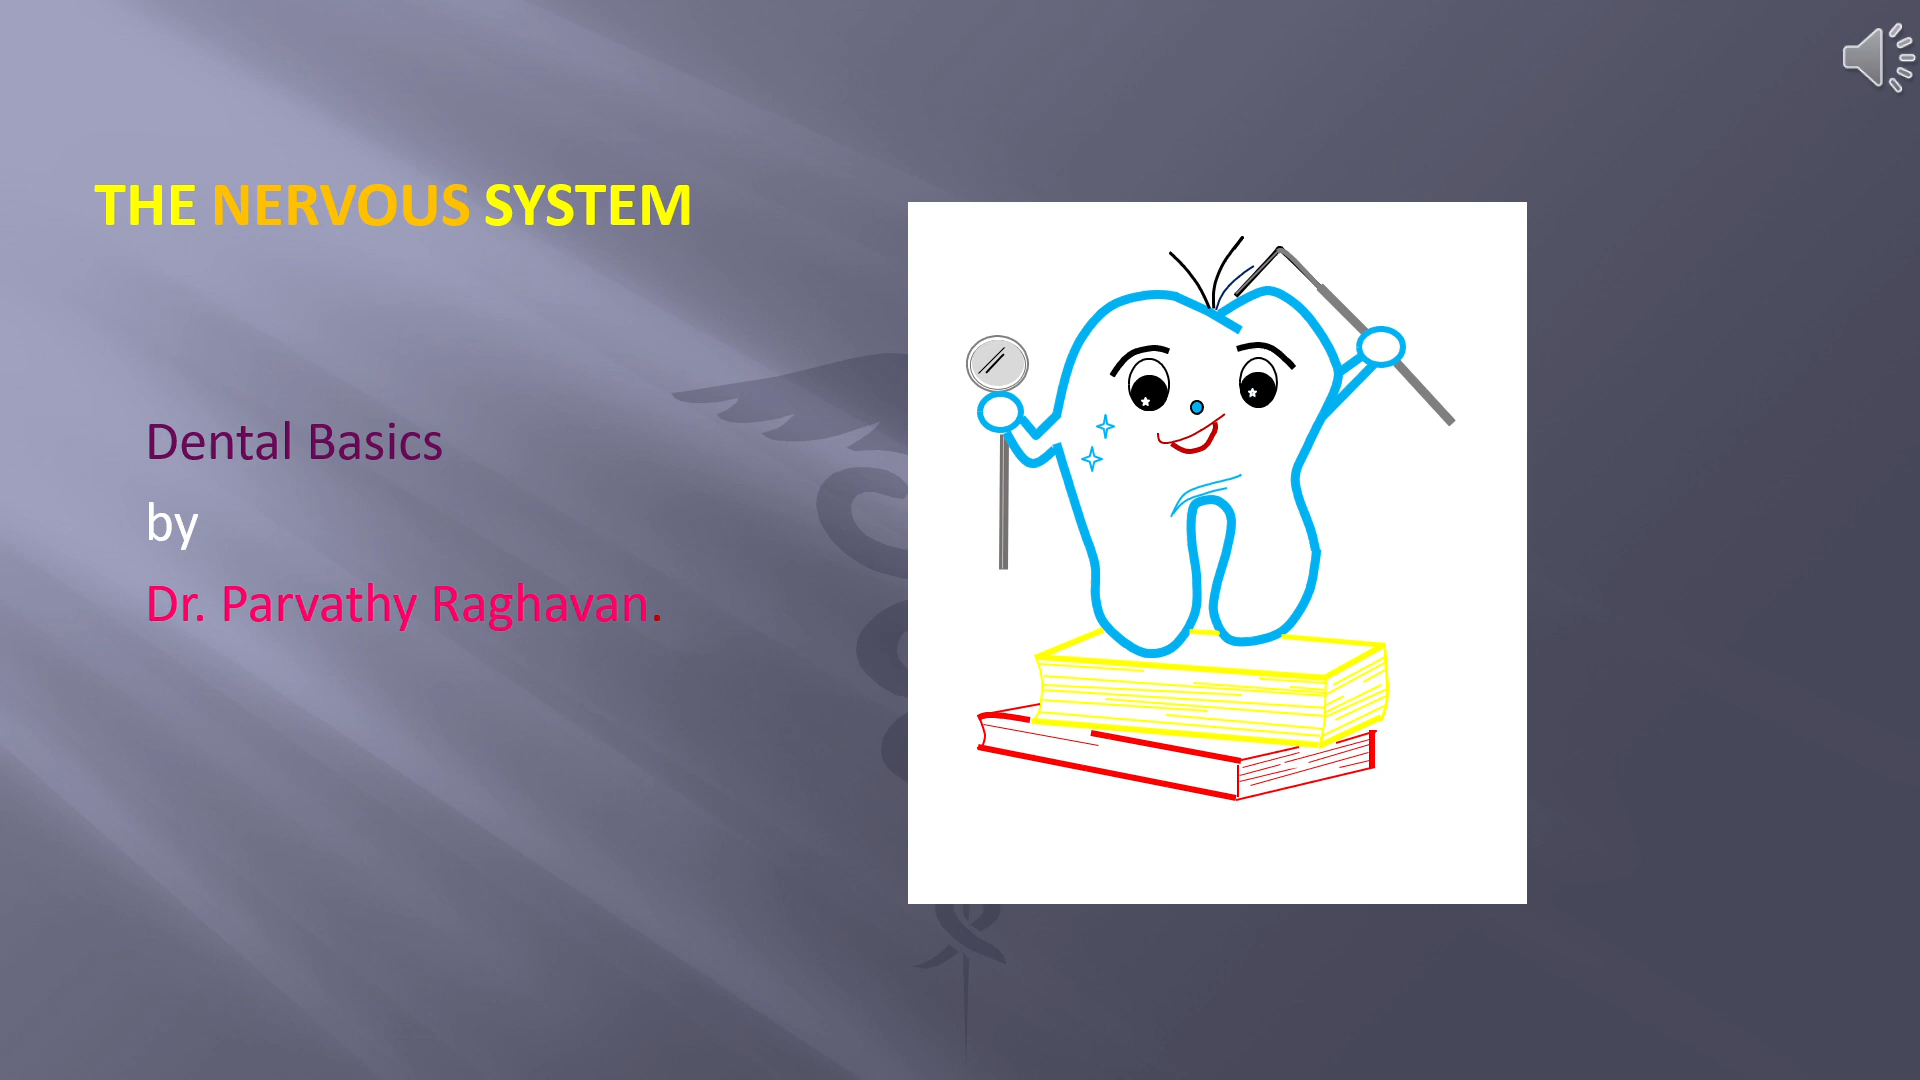 THE NERVOUS SYSTEM
Dental Basics
by
Dr. Parvathy Raghavan.